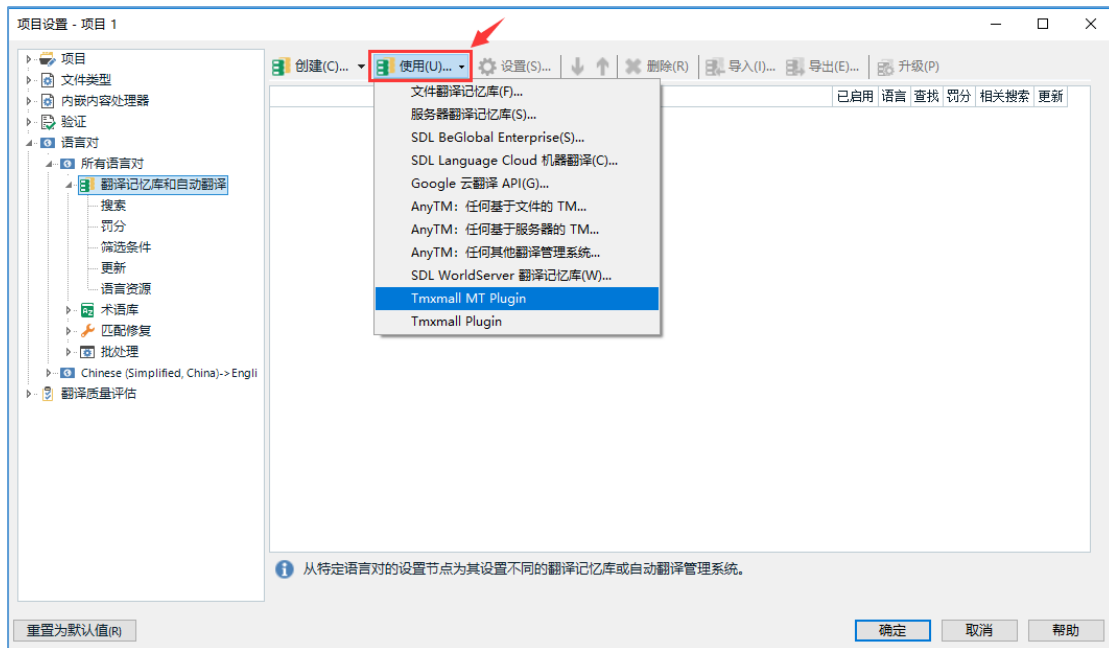 项目设置 - 项目 1
项目
文件类型
内嵌内容处理器
验证
语言对
所有语言对
翻译记忆库和自动翻译
搜索
罚分
筛选条件
更新
语言资源
术语库
匹配修复
批处理
Chinese (Simplified, China)->Engli
翻译质量评估
创建(C)... 使用(U)... 设置(S)... 删除(R) 导入(I)... 导出(E)... 升级(P)
已启用 语言 查找 罚分 相关搜索 更新
文件翻译记忆库(F)...
服务器翻译记忆库(S)...
SDL BeGlobal Enterprise(S)...
SDL Language Cloud 机器翻译(C)...
Google 云翻译 API(G)...
AnyTM: 任何基于文件的 TM...
AnyTM: 任何基于服务器的 TM...
AnyTM: 任何其他翻译管理系统...
SDL WorldServer 翻译记忆库(W)...
Tmxmall MT Plugin
Tmxmall Plugin
从特定语言对的设置节点为其设置不同的翻译记忆库或自动翻译管理系统。
重置为默认值(R) 确定 取消 帮助